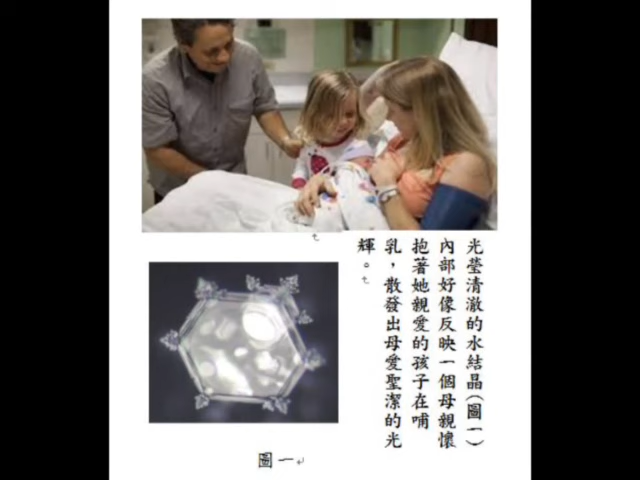 光瑩清澈的水結晶(圖一)
內部好像反映一個母親懷
抱著她親愛的孩子在哺
乳，散發出母愛聖潔的光
輝。
圖一